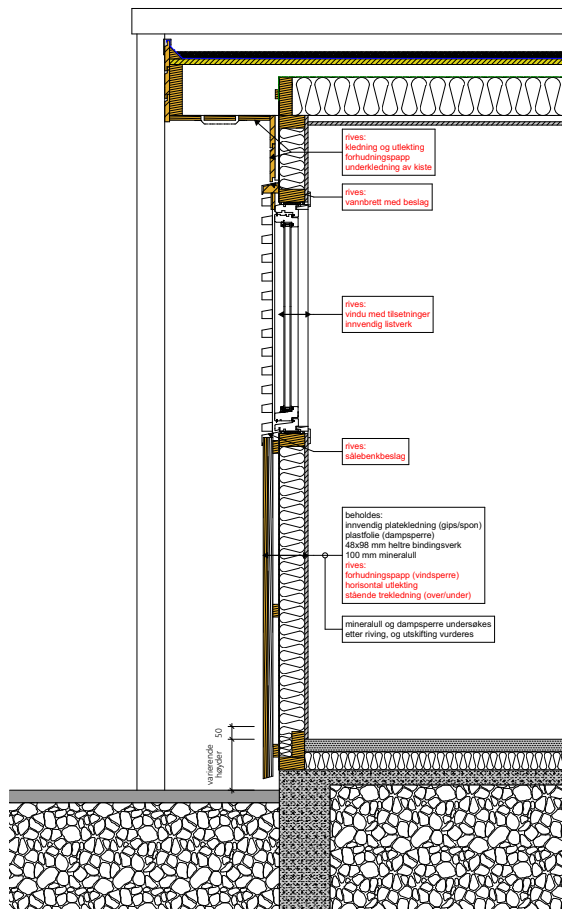 rives:
kledning og utlekting
forhudningspapp
underkledning av kiste
rives:
vannbrett med beslag
rives:
vindu med tilsetninger
innvendig listverk
rives:
sålebenkbeslag
beholdes:
innvendig platekledning (gips/spon)
plastfolie (dampsperre)
48x98 mm heltre bindingsverk
100 mm mineralull
rives:
forhudningspapp (vindsperre)
horisontal utlekting
stående trekledning (over/under)
mineralull og dampsperre undersøkes
etter riving, og utskifting vurderes
50
varierende
høyder